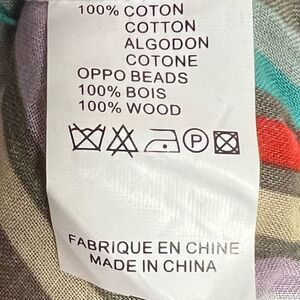 100% COTON
COTTON
ALGODON
COTONE
OPPO BEADS
100% BOIS
100% WOOD
P
FABRIQUE EN CHINE
MADE IN CHINA